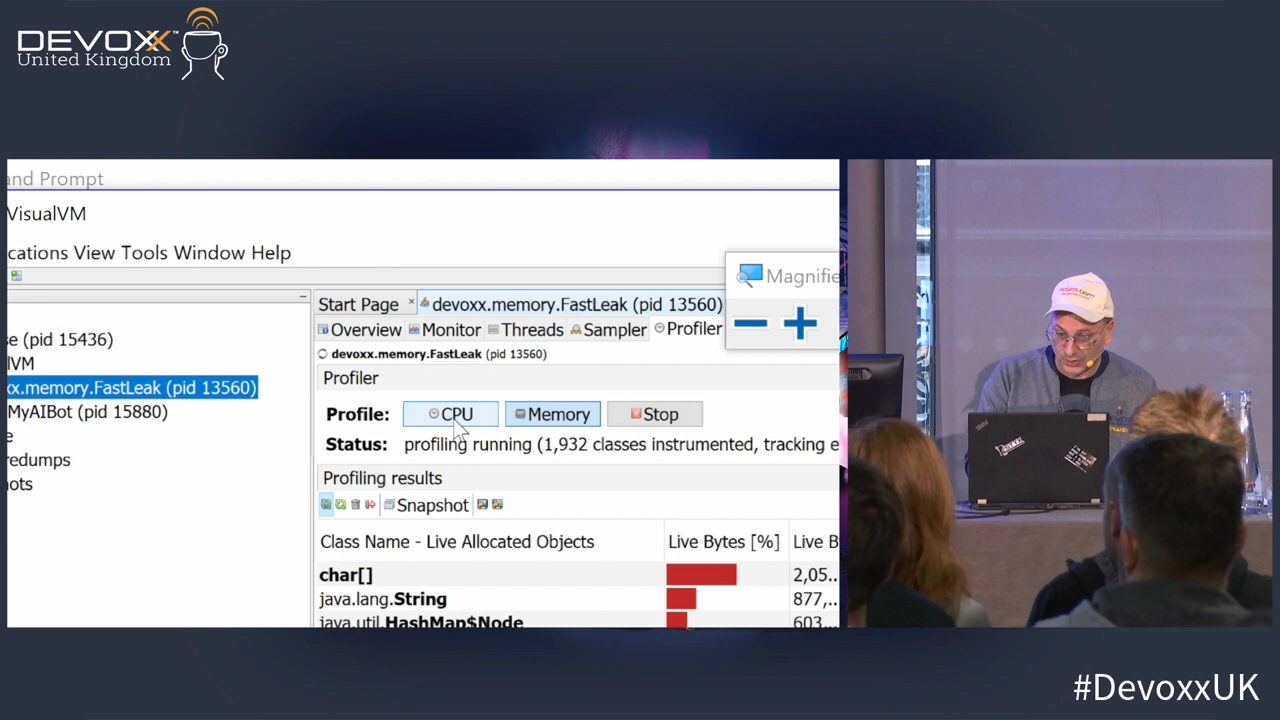 DEVOXX™
United Kingdom
and Prompt
VisualVM
cations View Tools Window Help
Magnifie
Start Page
devoxx.memory.FastLeak (pid 13560)
Overview Monitor Threads Sampler Profiler
devoxx.memory.FastLeak (pid 13560)
se (pid 15436)
lVM
xx.memory.FastLeak (pid 13560)
MyAIBot (pid 15880)
e
redumps
ots
Profiler
Profile: CPU Memory Stop
Status: profiling running (1,932 classes instrumented, tracking e
Profiling results
Snapshot
Class Name - Live Allocated Objects Live Bytes [%] Live B
char[] 2,05...
java.lang.String 877,...
java.util.HashMap$Node 603...
#DevoxxUK